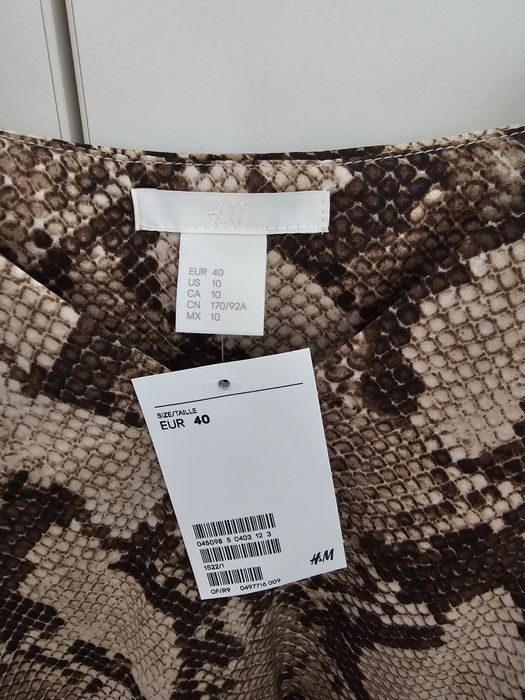 H&M
EUR 40
US 10
CA 10
CN 170/92A
MX 10
SIZE/TAILLE
EUR 40
045098 5 0403 12 3
1S22/1
OF/R9 0497716 009
H&M